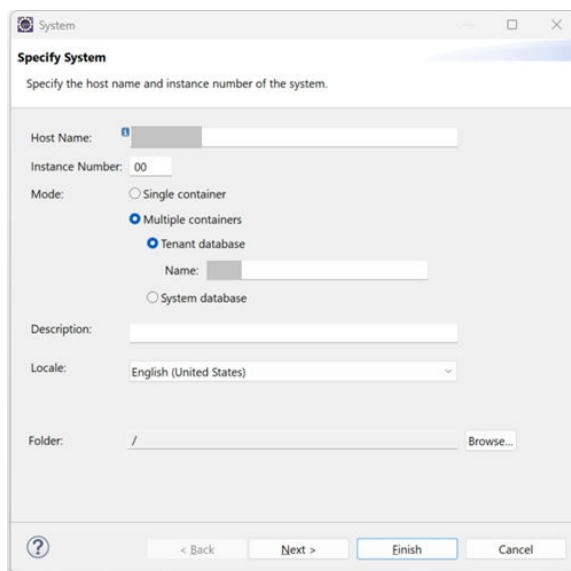 System
Specify System
Specify the host name and instance number of the system.
Host Name:
Instance Number: 00
Mode: Single container
Multiple containers
Tenant database
Name:
System database
Description:
Locale: English (United States)
Folder: / Browse...
< Back Next > Finish Cancel